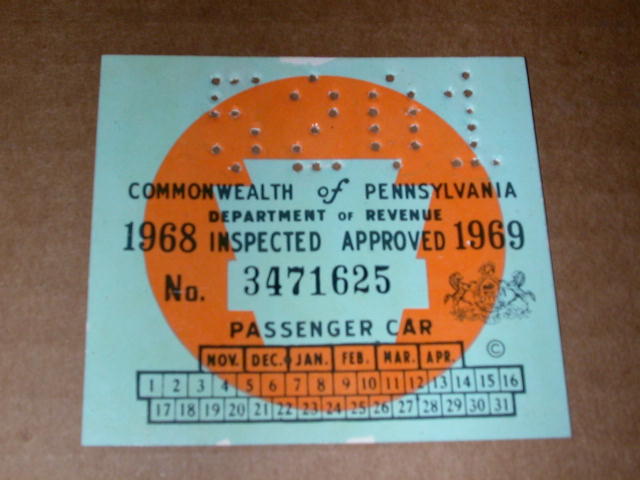 5201
COMMONWEALTH of PENNSYLVANIA
DEPARTMENT OF REVENUE
1968 INSPECTED APPROVED 1969
No. 3471625
PASSENGER CAR
©
NOV. DEC. JAN. FEB. MAR. APR.
1 2 3 4 5 6 7 8 9 10 11 12 13 14 15 16
17 18 19 20 21 22 23 24 25 26 27 28 29 30 31